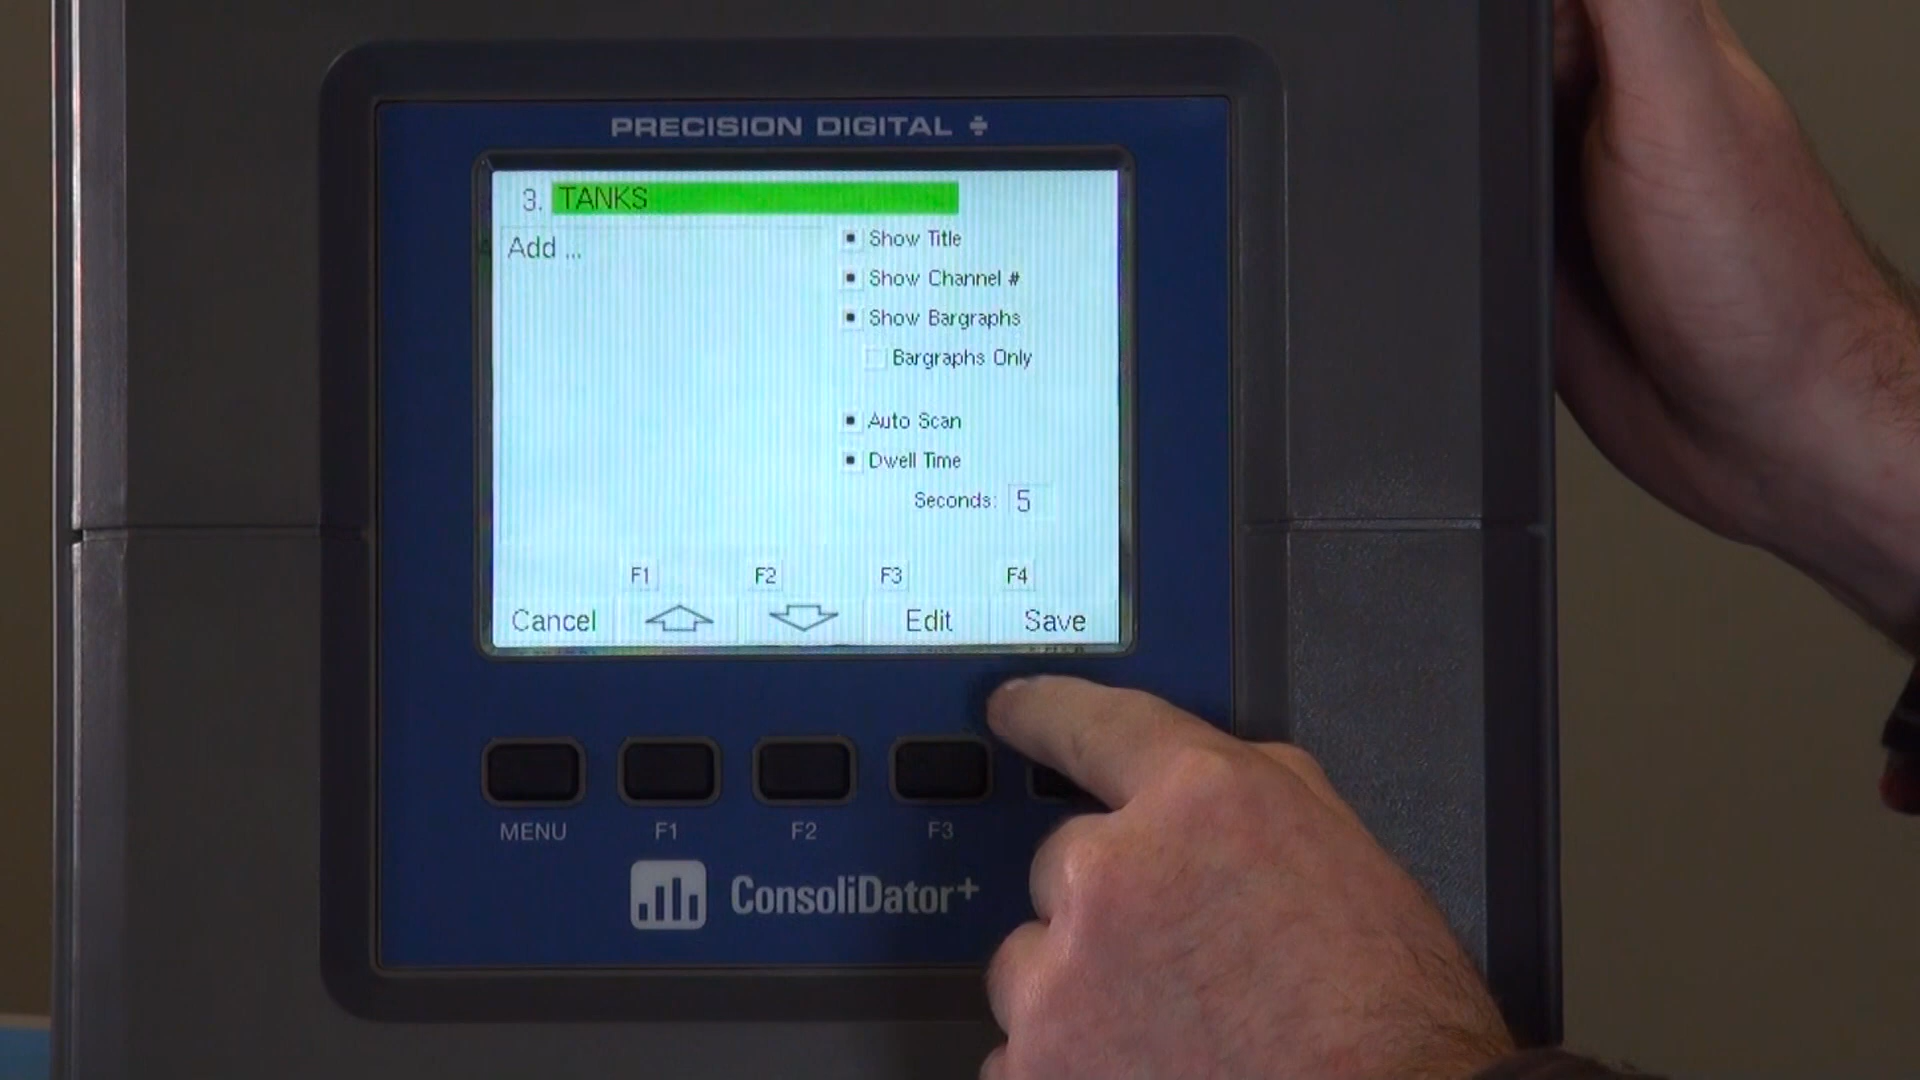 PRECISION DIGITAL
3. TANKS
Add ...
Show Title
Show Channel #
Show Bargraphs
Bargraphs Only
Auto Scan
Dwell Time
Seconds: 5
F1 F2 F3 F4
Cancel Edit Save
MENU F1 F2 F3
ConsoliDator+